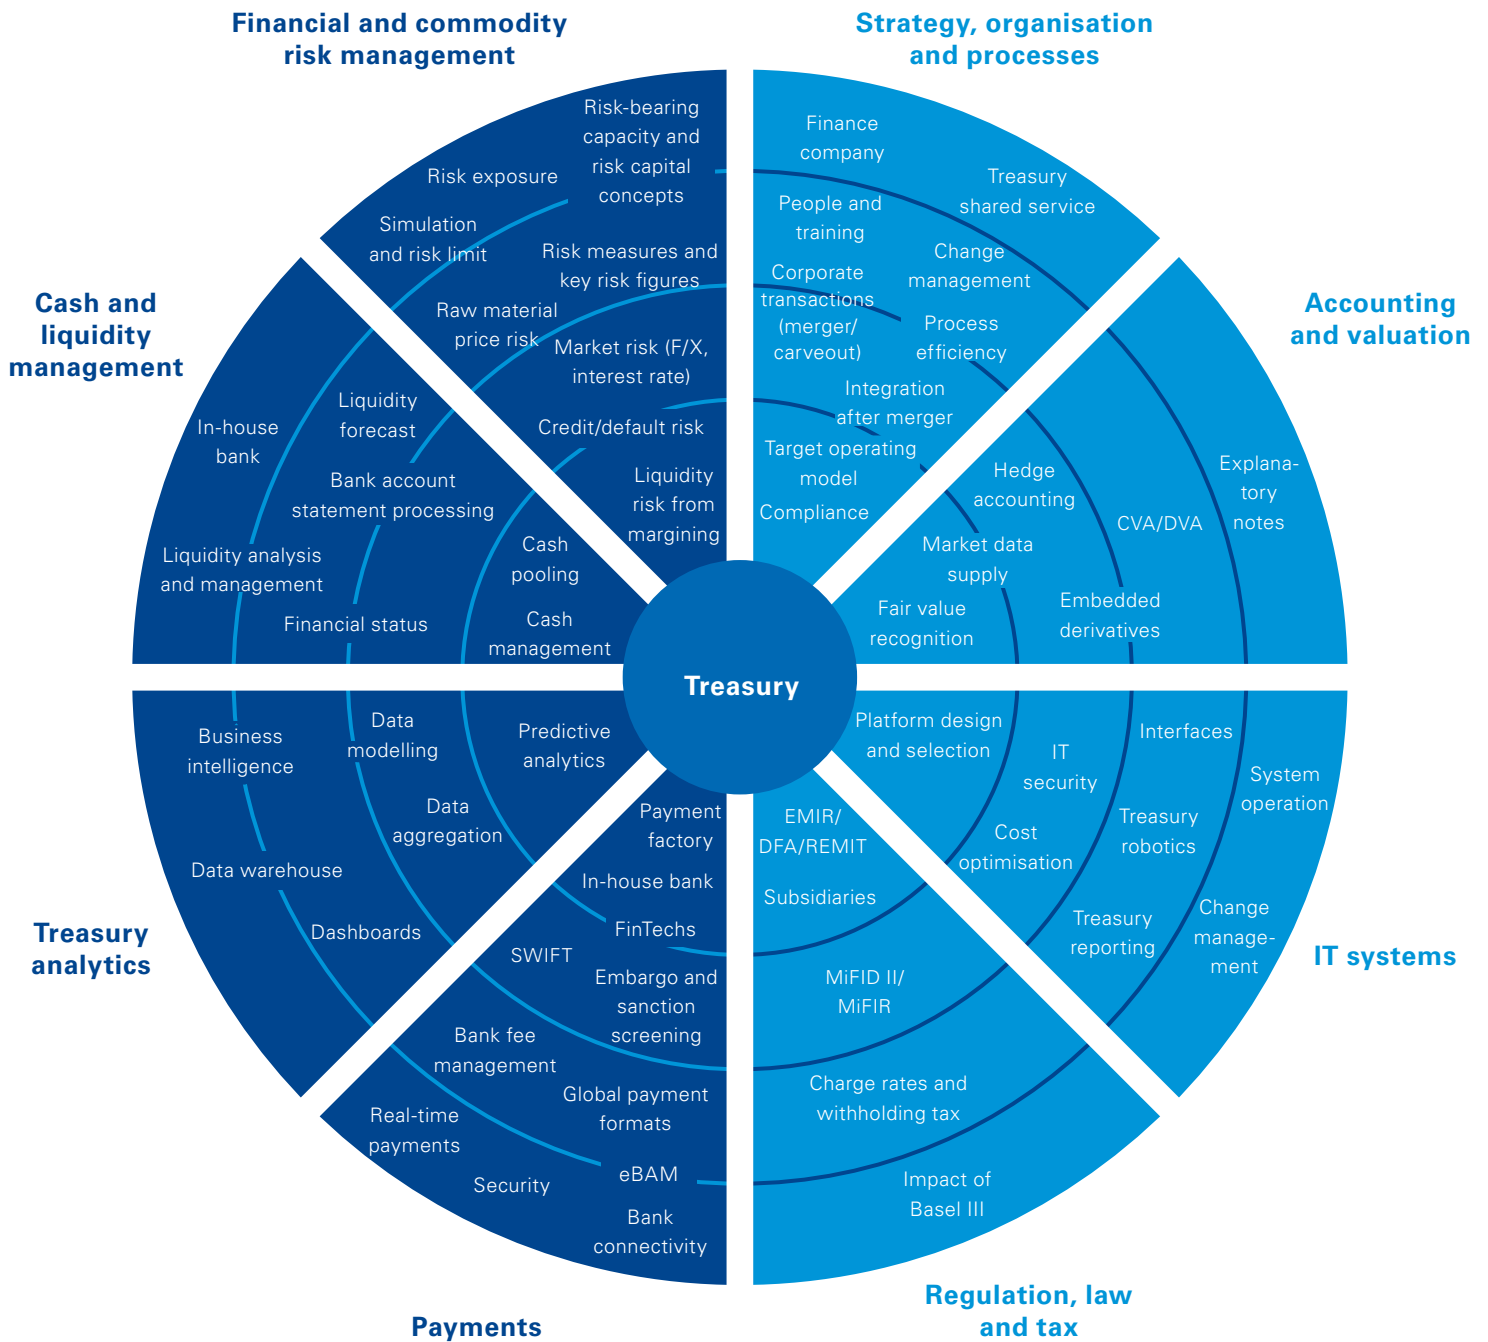 Financial and commodity
risk management
Strategy, organisation
and processes
Risk-bearing
capacity and
risk capital
concepts
Risk exposure
Simulation
and risk limit
Risk measures and
key risk figures
Raw material
price risk
Market risk (F/X,
interest rate)
Credit/default risk
Liquidity
risk from
margining
Finance
company
Treasury
shared service
People and
training
Change
management
Corporate
transactions
(merger/
carveout)
Process
efficiency
Integration
after merger
Target operating
model
Compliance
Cash and
liquidity
management
In-house
bank
Liquidity
forecast
Bank account
statement processing
Liquidity analysis
and management
Cash
pooling
Financial status
Cash
management
Accounting
and valuation
Explana-
tory
notes
Hedge
accounting
CVA/DVA
Market data
supply
Embedded
derivatives
Fair value
recognition
Treasury
Treasury
analytics
Business
intelligence
Data
modelling
Predictive
analytics
Data
aggregation
Data warehouse
Dashboards
IT systems
Platform design
and selection
IT
security
Interfaces
System
operation
Cost
optimisation
Treasury
robotics
Treasury
reporting
Change
manage-
ment
Payment
factory
In-house bank
FinTechs
SWIFT
Embargo and
sanction
screening
Bank fee
management
Global payment
formats
Real-time
payments
eBAM
Security
Bank
connectivity
Payments
EMIR/
DFA/REMIT
Subsidiaries
MiFID II/
MiFIR
Charge rates and
withholding tax
Impact of
Basel III
Regulation, law
and tax